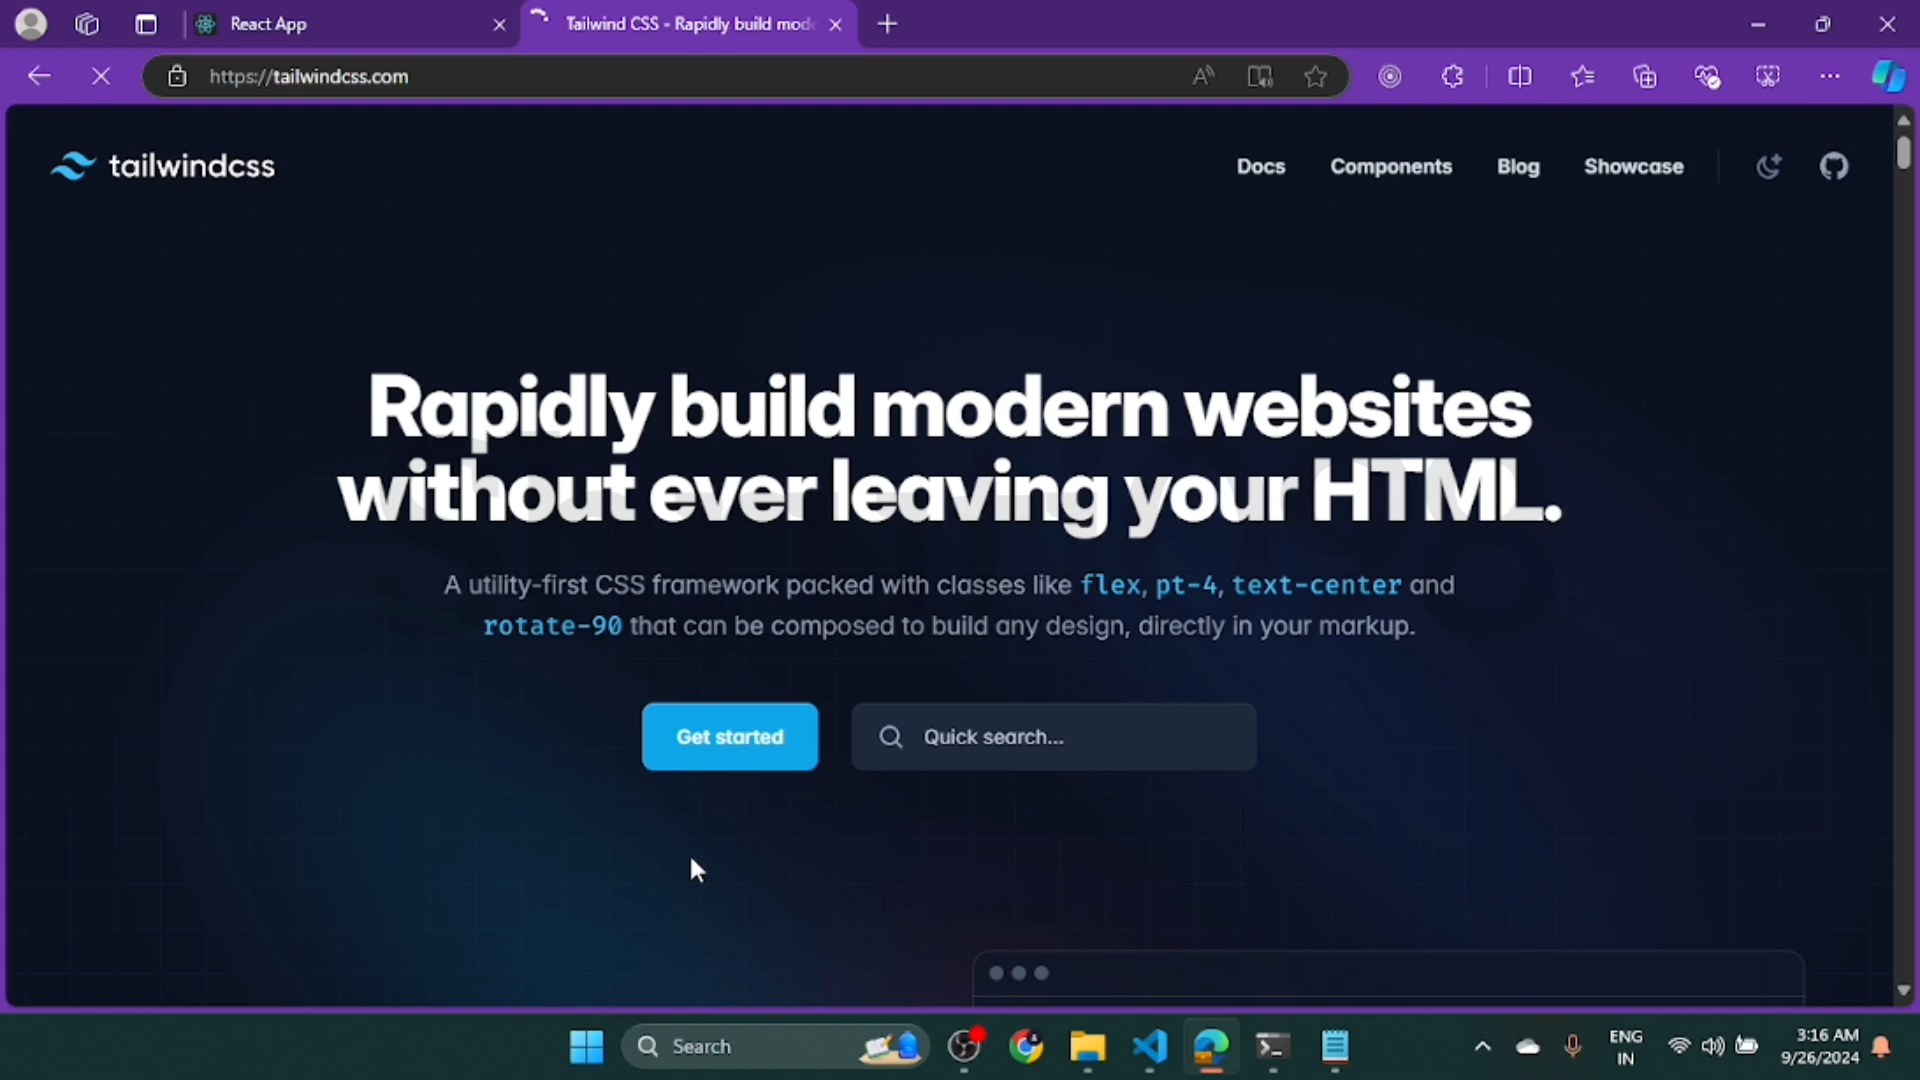 React App
Tailwind CSS - Rapidly build mod
https://tailwindcss.com
tailwindcss
Docs
Components
Blog
Showcase
Rapidly build modern websites
without ever leaving your HTML.
A utility-first CSS framework packed with classes like flex, pt-4, text-center and
rotate-90 that can be composed to build any design, directly in your markup.
Get started
Quick search...
Search
ENG
IN
3:16 AM
9/26/2024